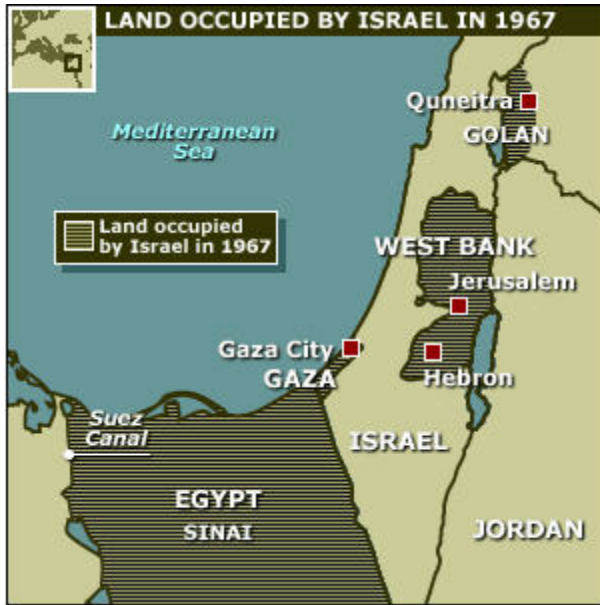 LAND OCCUPIED BY ISRAEL IN 1967
Quneitra
GOLAN
Mediterranean
Sea
Land occupied
by Israel in 1967
WEST BANK
Jerusalem
Gaza City
GAZA
Hebron
Suez
Canal
ISRAEL
EGYPT
SINAI
JORDAN